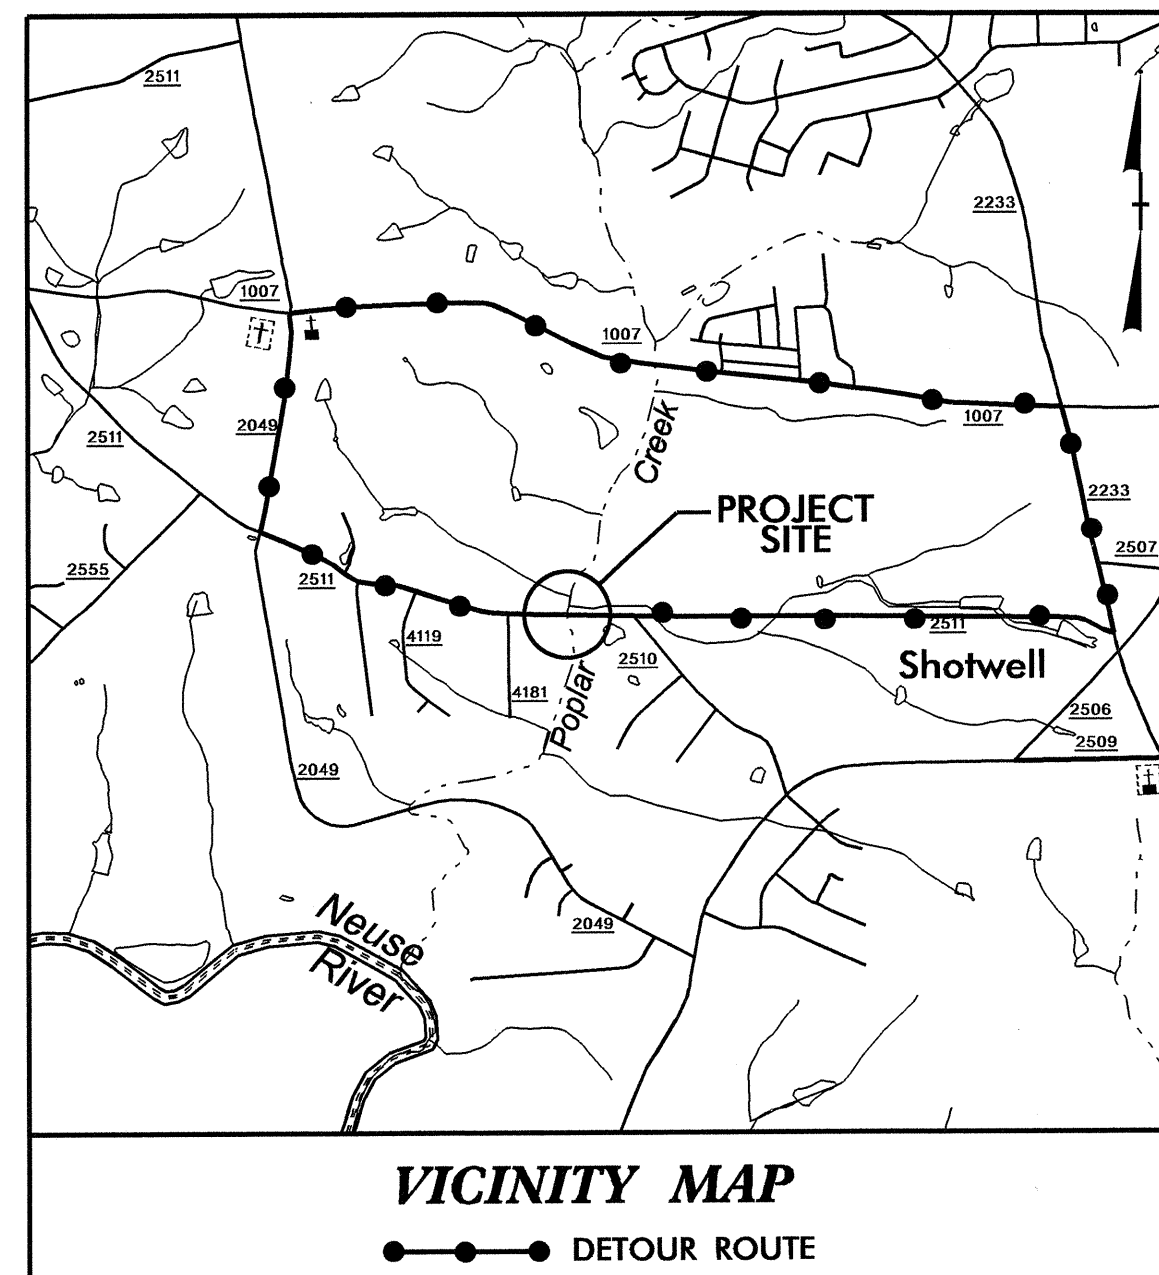 2511
2233
1007
1007
1007
2049
2511
Creek
2233
PROJECT
SITE
2507
2555
2511
2511
4119
2510
Shotwell
4181
Poplar
2506
2509
2049
Neuse
River
2049
VICINITY MAP
DETOUR ROUTE